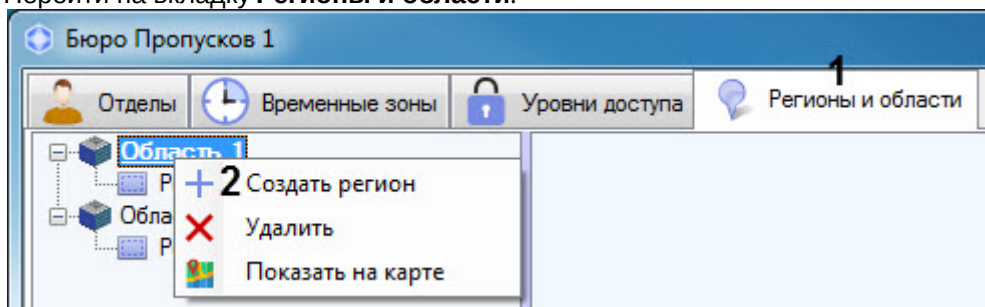 Перейти на вкладку Регионы и области.
Бюро Пропусков 1
1
Отделы Временные зоны Уровни доступа Регионы и области
Область 1
2 Создать регион
Удалить
Показать на карте